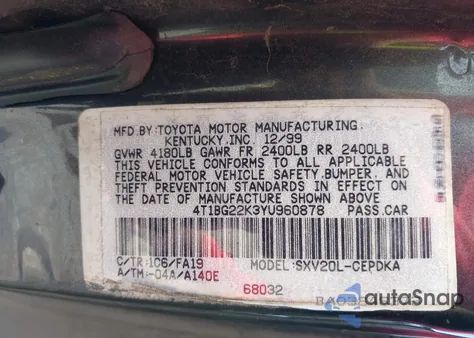 MFD.BY:TOYOTA MOTOR MANUFACTURING
KENTUCKY,INC. 12/99
GVWR 4180LB GAWR FR 2400LB RR 2400LB
THIS VEHICLE CONFORMS TO ALL APPLICABLE
FEDERAL MOTOR VEHICLE SAFETY,BUMPER, AND
THEFT PREVENTION STANDARDS IN EFFECT ON
THE DATE OF MANUFACTURE SHOWN ABOVE
4T1BG22K3YU960878 PASS.CAR
C/TR:1C6/FA19 MODEL:SXV20L-CEPDKA
A/TM:-04A/A140E
68032
autoSnap